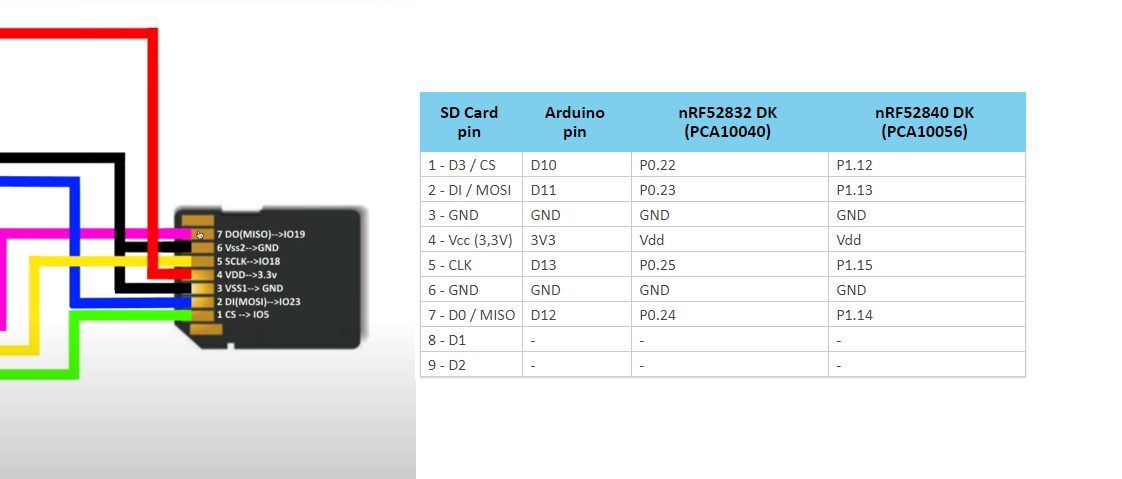 7 DO(MISO)-->IO19
6 Vss2-->GND
5 SCLK-->IO18
4 VDD-->3.3v
3 VSS1--> GND
2 DI(MOSI)-->IO23
1 CS --> IO5
SD Card pin | Arduino pin | nRF52832 DK (PCA10040) | nRF52840 DK (PCA10056)
1 - D3 / CS | D10 | P0.22 | P1.12
2 - DI / MOSI | D11 | P0.23 | P1.13
3 - GND | GND | GND | GND
4 - Vcc (3,3V) | 3V3 | Vdd | Vdd
5 - CLK | D13 | P0.25 | P1.15
6 - GND | GND | GND | GND
7 - D0 / MISO | D12 | P0.24 | P1.14
8 - D1 | - | - | -
9 - D2 | - | - | -